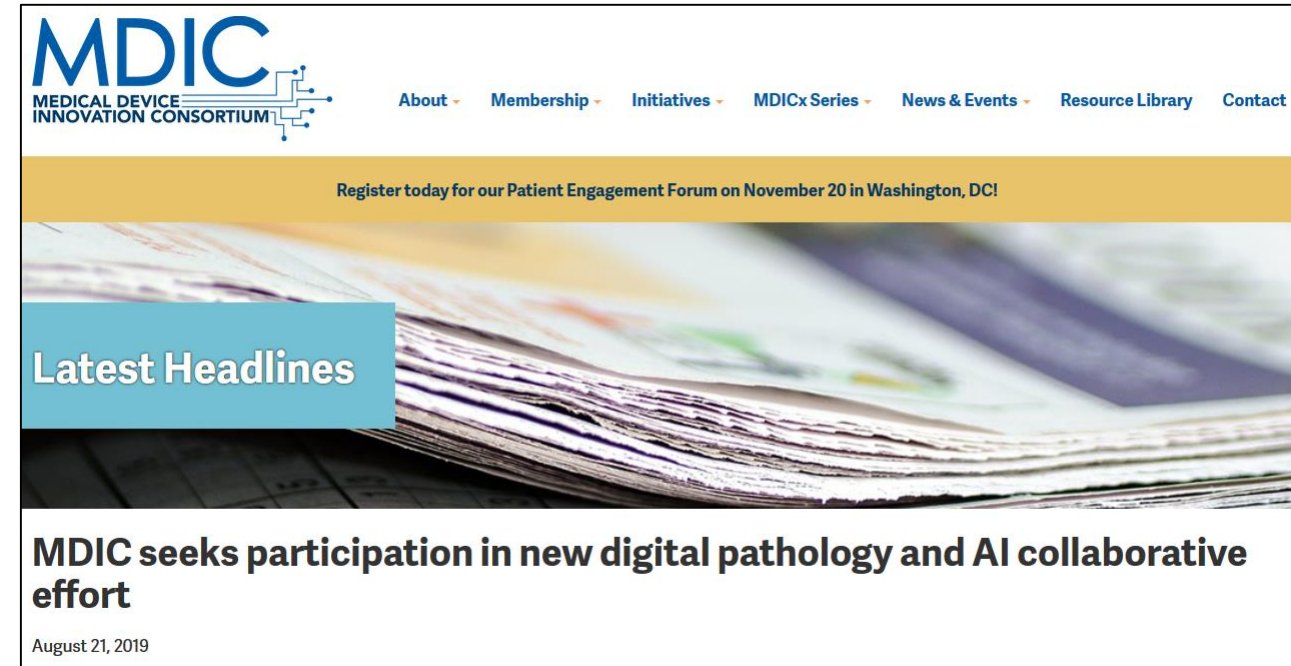 MDIC
MEDICAL DEVICE
INNOVATION CONSORTIUM
About Membership Initiatives MDICx Series News & Events Resource Library Contact
Register today for our Patient Engagement Forum on November 20 in Washington, DC!
Latest Headlines
MDIC seeks participation in new digital pathology and AI collaborative
effort
August 21, 2019